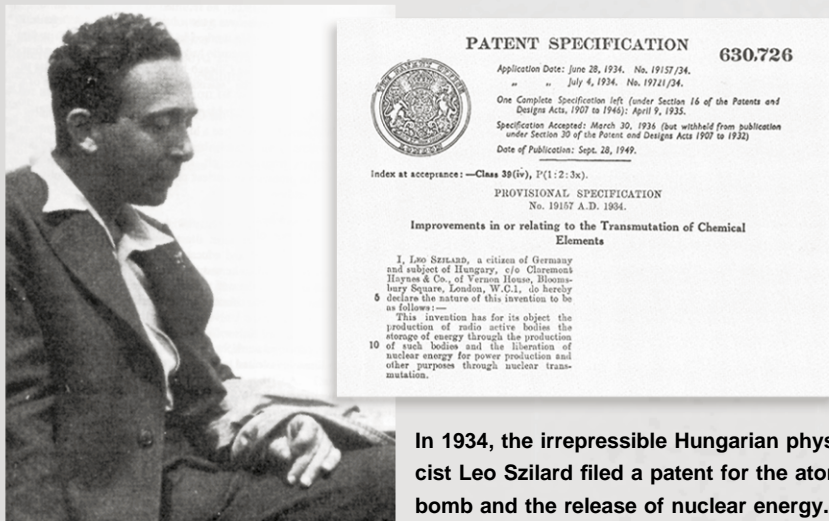 PATENT SPECIFICATION
630,726
Application Date: June 28, 1934. No. 19157/34.
„ „ July 4, 1934. No. 19721/34.
One Complete Specification left (under Section 16 of the Patents and
Designs Acts, 1907 to 1946): April 9, 1935.
Specification Accepted: March 30, 1936 (but withheld from publication
under Section 30 of the Patent and Designs Acts 1907 to 1932)
Date of Publication: Sept. 28, 1949.
THE PATENT OFFICE
LONDON
Index at acceptance: —Class 39(iv), P(1:2:3x).
PROVISIONAL SPECIFICATION
No. 19157 A.D. 1934.
Improvements in or relating to the Transmutation of Chemical
Elements
I, LEO SZILARD, a citizen of Germany
and subject of Hungary, c/o Claremont
Haynes & Co., of Vernon House, Blooms-
bury Square, London, W.C.1, do hereby
5 declare the nature of this invention to be
as follows:—
This invention has for its object the
production of radio active bodies the
storage of energy through the production
10 of such bodies and the liberation of
nuclear energy for power production and
other purposes through nuclear trans-
mutation.
In 1934, the irrepressible Hungarian phys
cist Leo Szilard filed a patent for the ato
bomb and the release of nuclear energy.